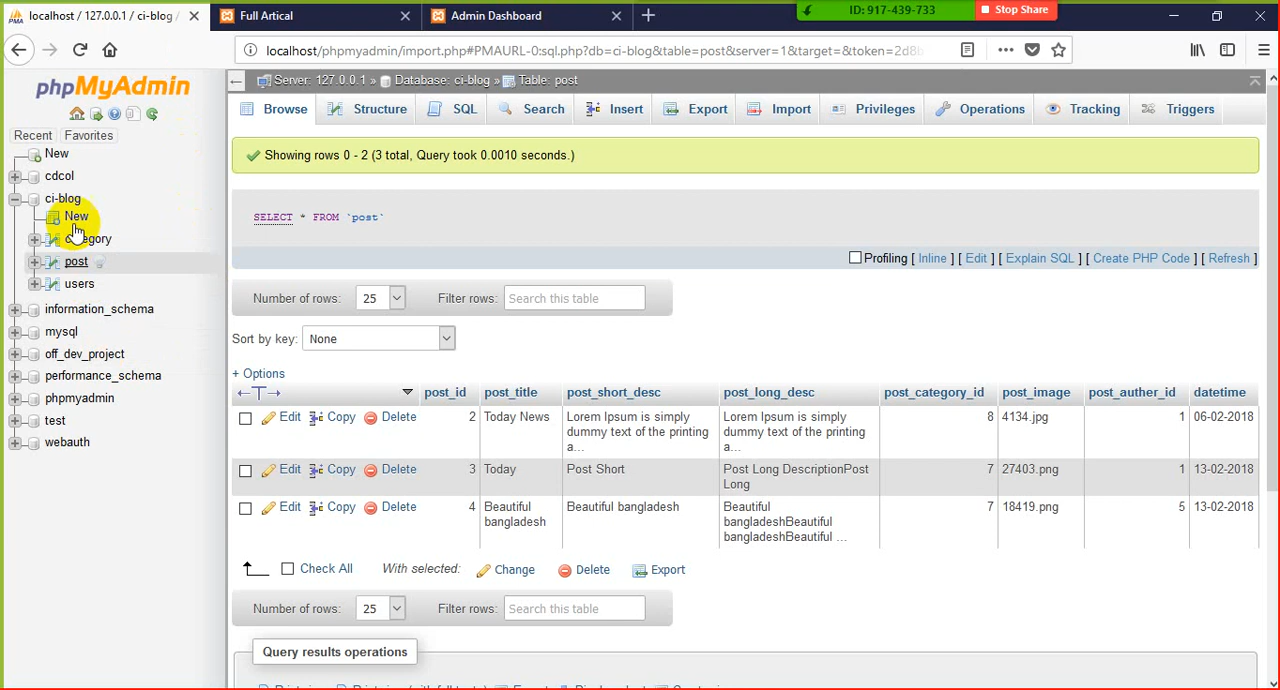 localhost / 127.0.0.1 / ci-blog /
Full Artical
Admin Dashboard
ID: 917-439-733
Stop Share
localhost/phpmyadmin/import.php#PMAURL-0:sql.php?db=ci-blog&table=post&server=1&target=&token=2d8b
phpMyAdmin
Recent
Favorites
New
cdcol
ci-blog
New
category
post
users
information_schema
mysql
off_dev_project
performance_schema
phpmyadmin
test
webauth
Server: 127.0.0.1 » Database: ci-blog » Table: post
Browse Structure SQL Search Insert Export Import Privileges Operations Tracking Triggers
Showing rows 0 - 2 (3 total, Query took 0.0010 seconds.)
SELECT * FROM `post`
Profiling [ Inline ] [ Edit ] [ Explain SQL ] [ Create PHP Code ] [ Refresh ]
Number of rows: 25 Filter rows: Search this table
Sort by key: None
+ Options
←T→ post_id post_title post_short_desc post_long_desc post_category_id post_image post_auther_id datetime
Edit Copy Delete 2 Today News Lorem Ipsum is simply Lorem Ipsum is simply 8 4134.jpg 1 06-02-2018
dummy text of the printing dummy text of the printing
a... a...
Edit Copy Delete 3 Today Post Short Post Long DescriptionPost 7 27403.png 1 13-02-2018
Long
Edit Copy Delete 4 Beautiful Beautiful bangladesh Beautiful 7 18419.png 5 13-02-2018
bangladesh bangladeshBeautiful
bangladeshBeautiful ...
Check All With selected: Change Delete Export
Number of rows: 25 Filter rows: Search this table
Query results operations